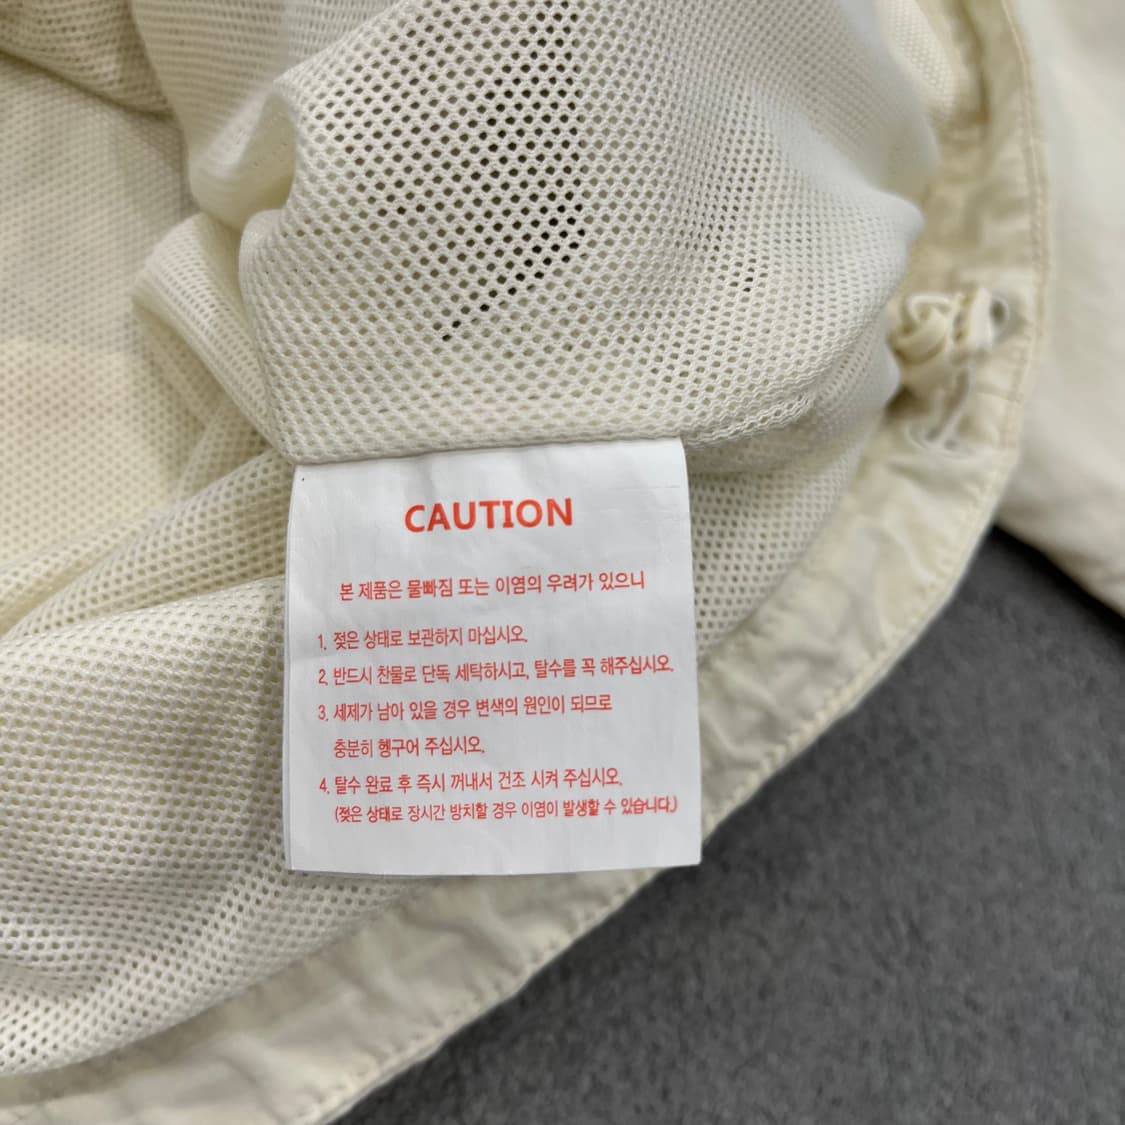 CAUTION
본 제품은 물빠짐 또는 이염의 우려가 있으니
1. 젖은 상태로 보관하지 마십시오.
2. 반드시 찬물로 단독 세탁하시고, 탈수를 꼭 해주십시오.
3. 세제가 남아 있을 경우 변색의 원인이 되므로
충분히 헹구어 주십시오.
4. 탈수 완료 후 즉시 꺼내서 건조 시켜 주십시오.
(젖은 상태로 장시간 방치할 경우 이염이 발생할 수 있습니다.)